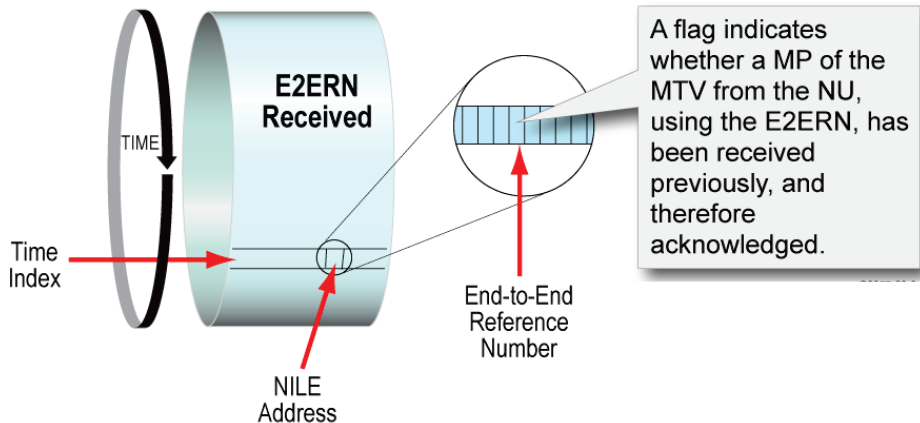 A flag indicates
whether a MP of the
MTV from the NU,
using the E2ERN, has
been received
previously, and
therefore
acknowledged.
E2ERN
Received
TIME
Time
Index
End-to-End
Reference
Number
NILE
Address